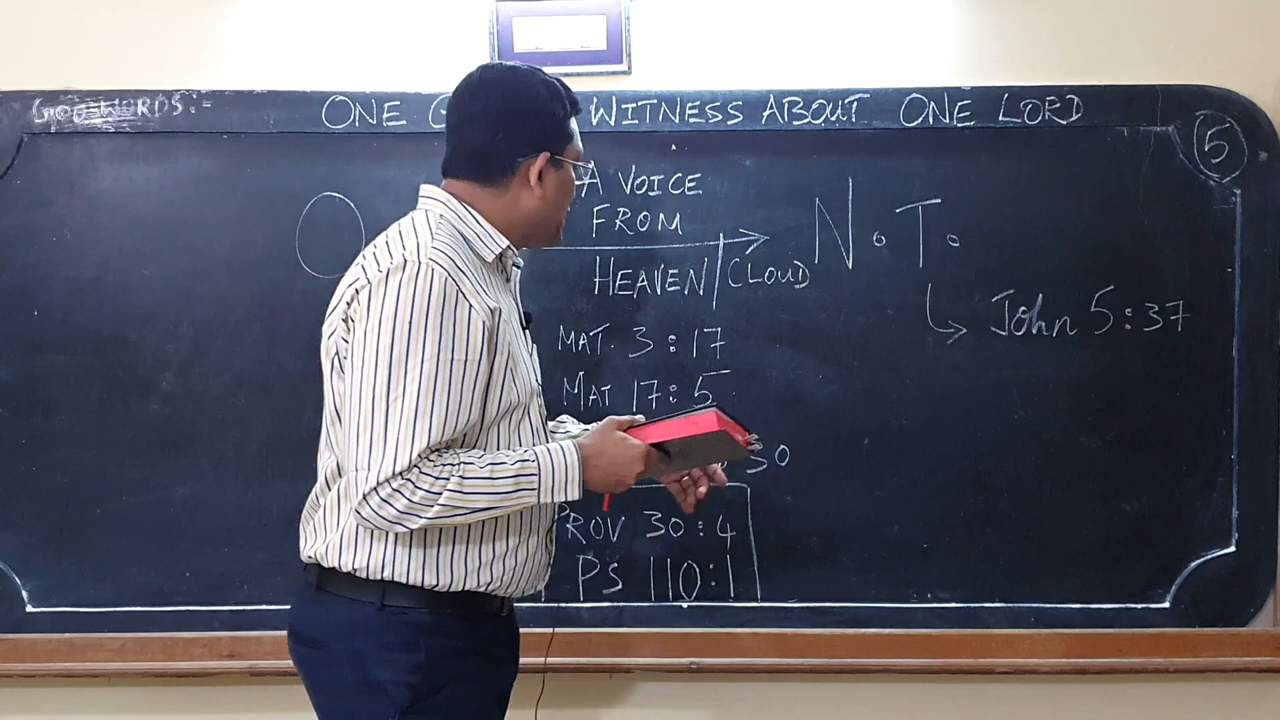 GOD WORDS:-
ONE G WITNESS ABOUT ONE LORD
5
A VOICE
FROM
HEAVEN/CLOUD
O
N.T.
John 5:37
MAT. 3:17
MAT 17:5
30
PROV 30:4
PS 110:1